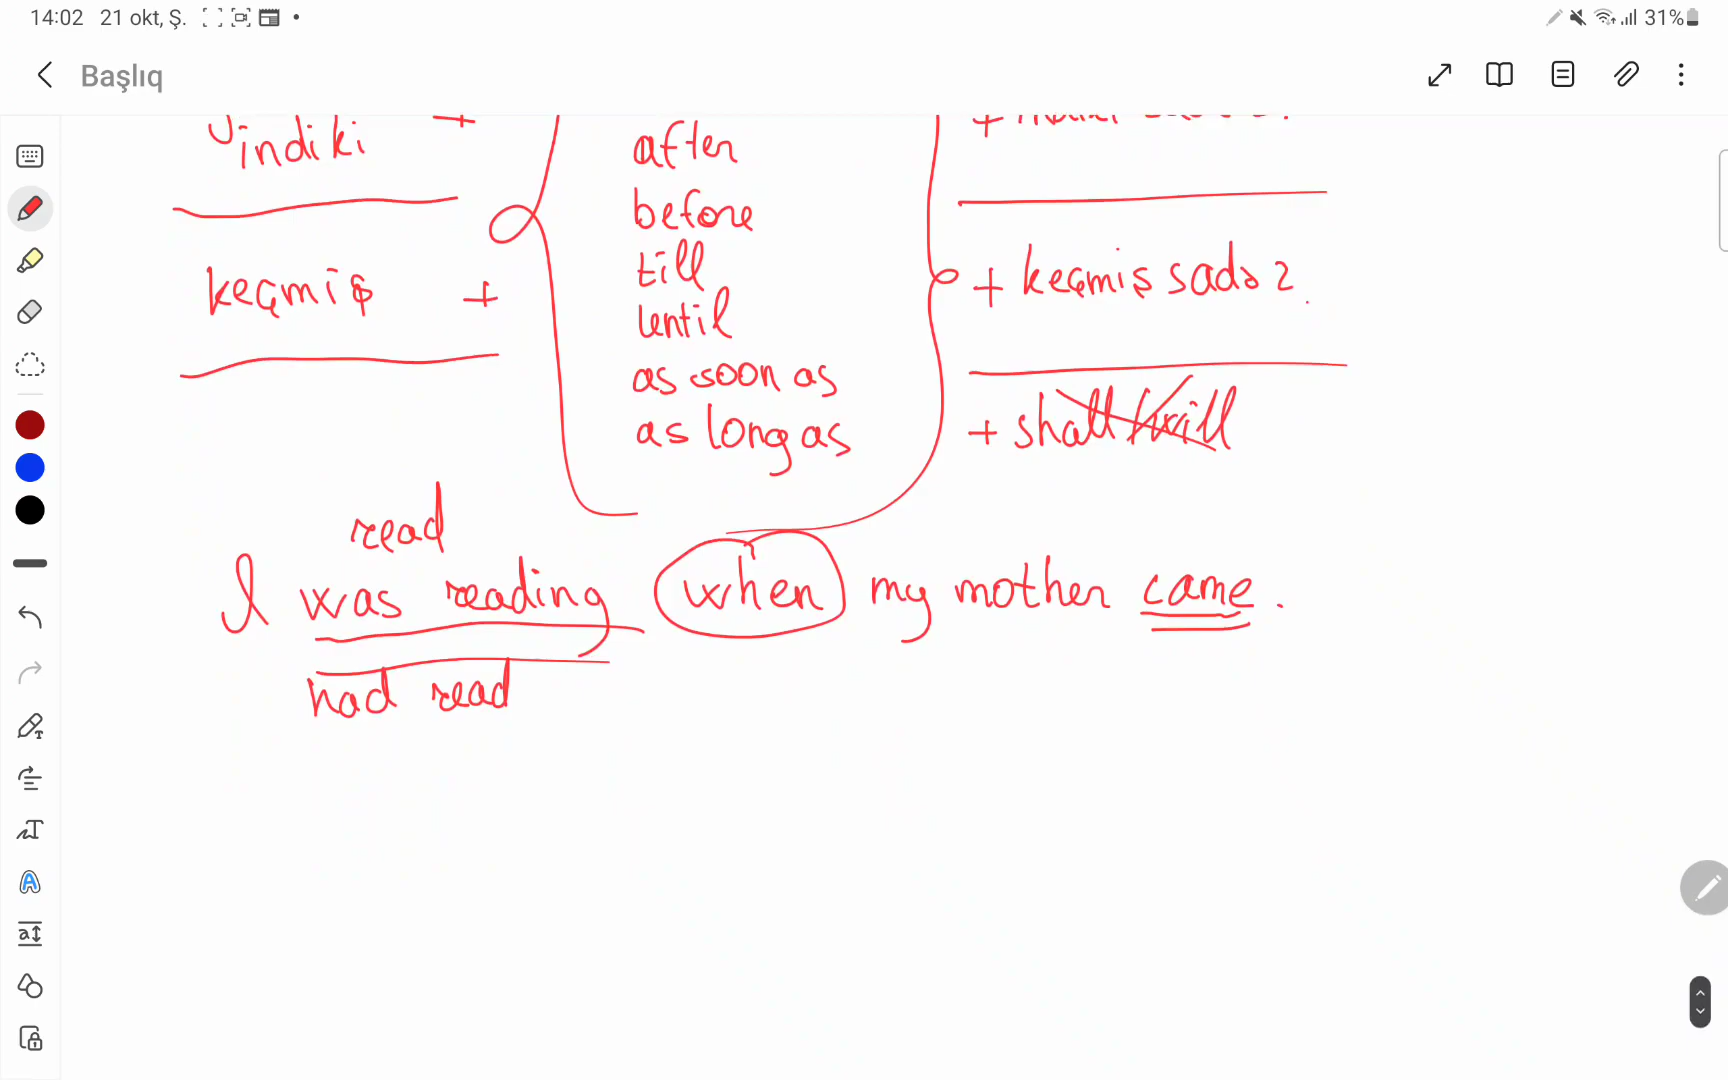 14:02 21 okt, Ş. 31%
Başlıq
indiki +
after
before
till
until
as soon as
as long as
keçmiş +
+ keçmiş sadə 2.
+ shall/will
read
I was reading when my mother came.
had read